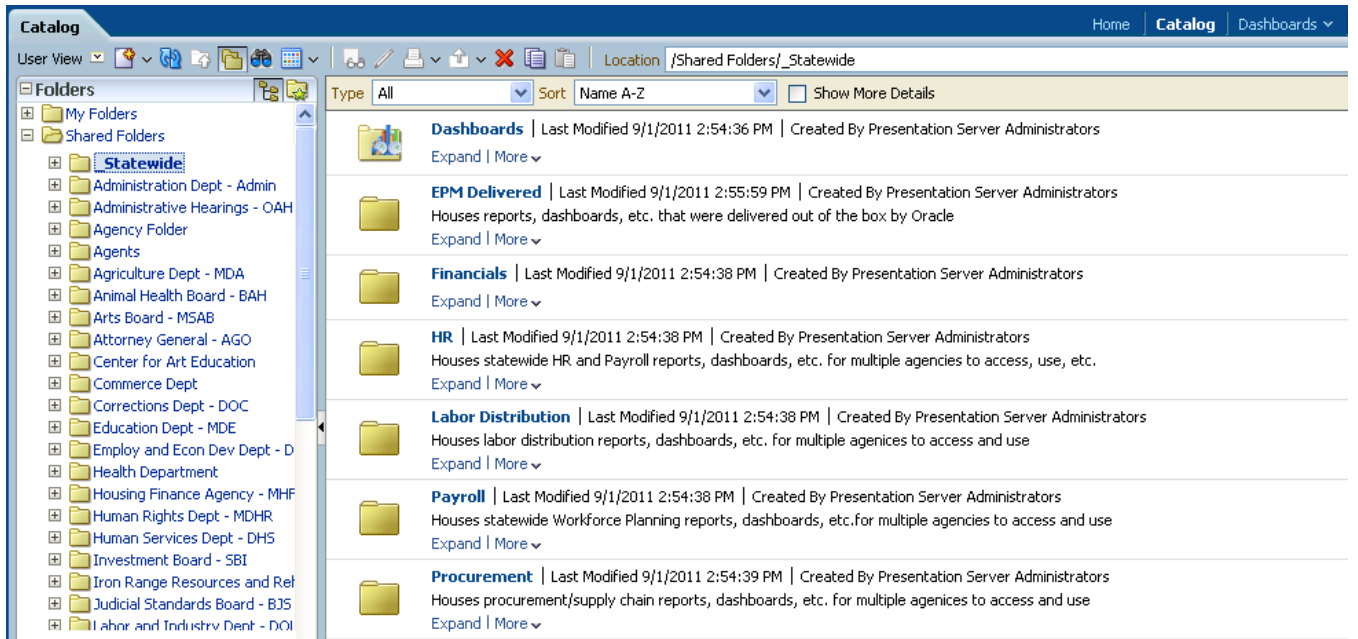 Catalog
Home Catalog Dashboards
User View
Location /Shared Folders/_Statewide
Folders
My Folders
Shared Folders
_Statewide
Administration Dept - Admin
Administrative Hearings - OAH
Agency Folder
Agents
Agriculture Dept - MDA
Animal Health Board - BAH
Arts Board - MSAB
Attorney General - AGO
Center for Art Education
Commerce Dept
Corrections Dept - DOC
Education Dept - MDE
Employ and Econ Dev Dept - D
Health Department
Housing Finance Agency - MHF
Human Rights Dept - MDHR
Human Services Dept - DHS
Investment Board - SBI
Iron Range Resources and Reh
Judicial Standards Board - BJS
Labor and Industry Dept - DOL
Type All Sort Name A-Z Show More Details
Dashboards | Last Modified 9/1/2011 2:54:36 PM | Created By Presentation Server Administrators
Expand | More
EPM Delivered | Last Modified 9/1/2011 2:55:59 PM | Created By Presentation Server Administrators
Houses reports, dashboards, etc. that were delivered out of the box by Oracle
Expand | More
Financials | Last Modified 9/1/2011 2:54:38 PM | Created By Presentation Server Administrators
Expand | More
HR | Last Modified 9/1/2011 2:54:38 PM | Created By Presentation Server Administrators
Houses statewide HR and Payroll reports, dashboards, etc. for multiple agencies to access, use, etc.
Expand | More
Labor Distribution | Last Modified 9/1/2011 2:54:38 PM | Created By Presentation Server Administrators
Houses labor distribution reports, dashboards, etc. for multiple agenices to access and use
Expand | More
Payroll | Last Modified 9/1/2011 2:54:38 PM | Created By Presentation Server Administrators
Houses statewide Workforce Planning reports, dashboards, etc.for multiple agencies to access and use
Expand | More
Procurement | Last Modified 9/1/2011 2:54:39 PM | Created By Presentation Server Administrators
Houses procurement/supply chain reports, dashboards, etc. for multiple agenices to access and use
Expand | More